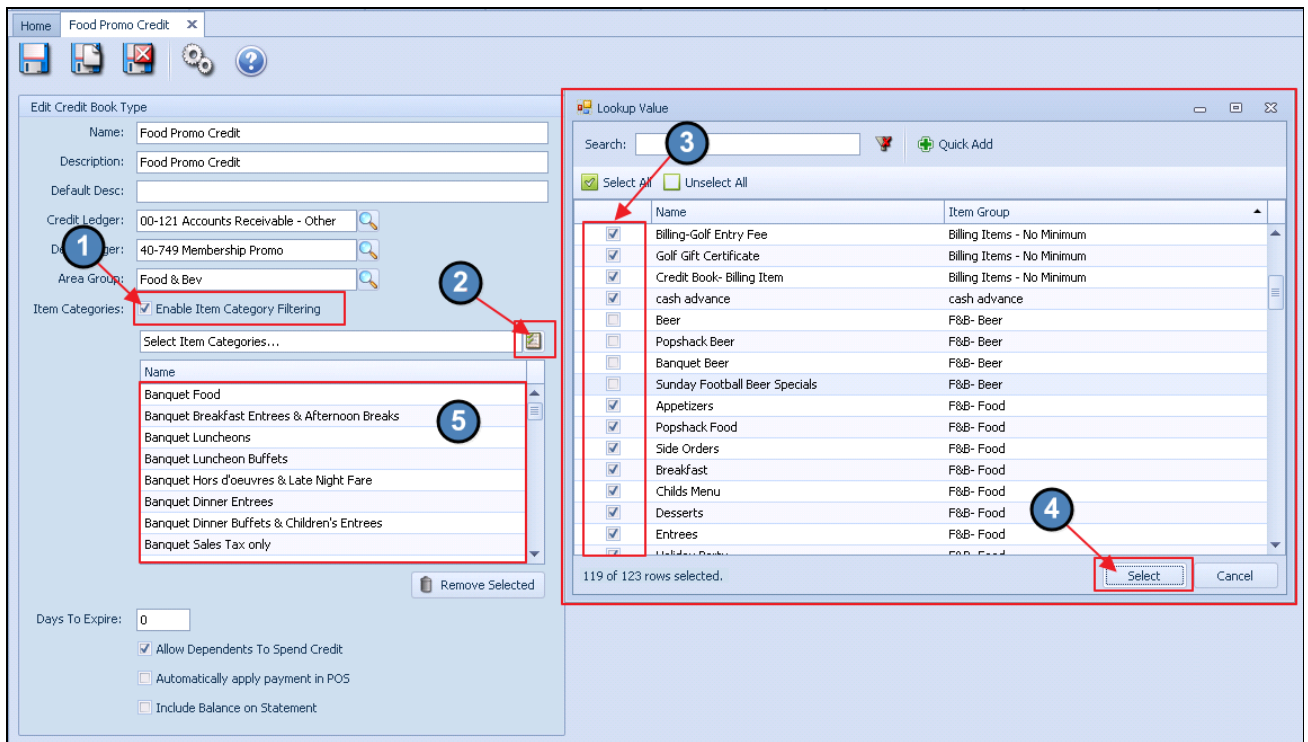 Home Food Promo Credit
Edit Credit Book Type
Name: Food Promo Credit
Description: Food Promo Credit
Default Desc:
Credit Ledger: 00-121 Accounts Receivable - Other
40-749 Membership Promo
Area Group: Food & Bev
Item Categories: Enable Item Category Filtering
Select Item Categories...
Name
Banquet Food
Banquet Breakfast Entrees & Afternoon Breaks
Banquet Luncheons
Banquet Luncheon Buffets
Banquet Hors d'oeuvres & Late Night Fare
Banquet Dinner Entrees
Banquet Dinner Buffets & Children's Entrees
Banquet Sales Tax only
Remove Selected
Days To Expire: 0
Allow Dependents To Spend Credit
Automatically apply payment in POS
Include Balance on Statement
1
2
5
Lookup Value
Search: Quick Add
3
Select All Unselect All
Name Item Group
Billing-Golf Entry Fee Billing Items - No Minimum
Golf Gift Certificate Billing Items - No Minimum
Credit Book- Billing Item Billing Items - No Minimum
cash advance cash advance
Beer F&B- Beer
Popshack Beer F&B- Beer
Banquet Beer F&B- Beer
Sunday Football Beer Specials F&B- Beer
Appetizers F&B- Food
Popshack Food F&B- Food
Side Orders F&B- Food
Breakfast F&B- Food
Childs Menu F&B- Food
Desserts F&B- Food
Entrees F&B- Food
Holiday Party F&B- Food
4
119 of 123 rows selected. Select Cancel